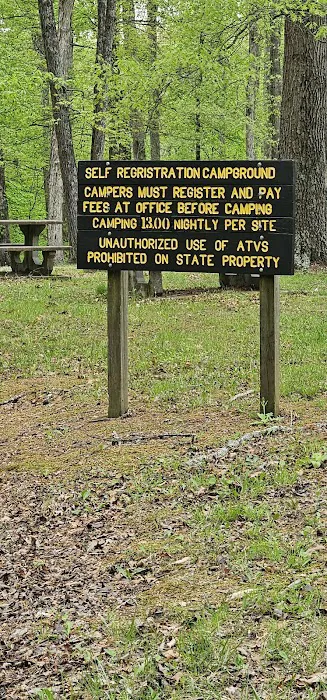 SELF REGRISTRATION CAMPGROUND
CAMPERS MUST REGISTER AND PAY
FEES AT OFFICE BEFORE CAMPING
CAMPING 13.00 NIGHTLY PER SITE
UNAUTHORIZED USE OF ATV'S
PROHIBITED ON STATE PROPERTY